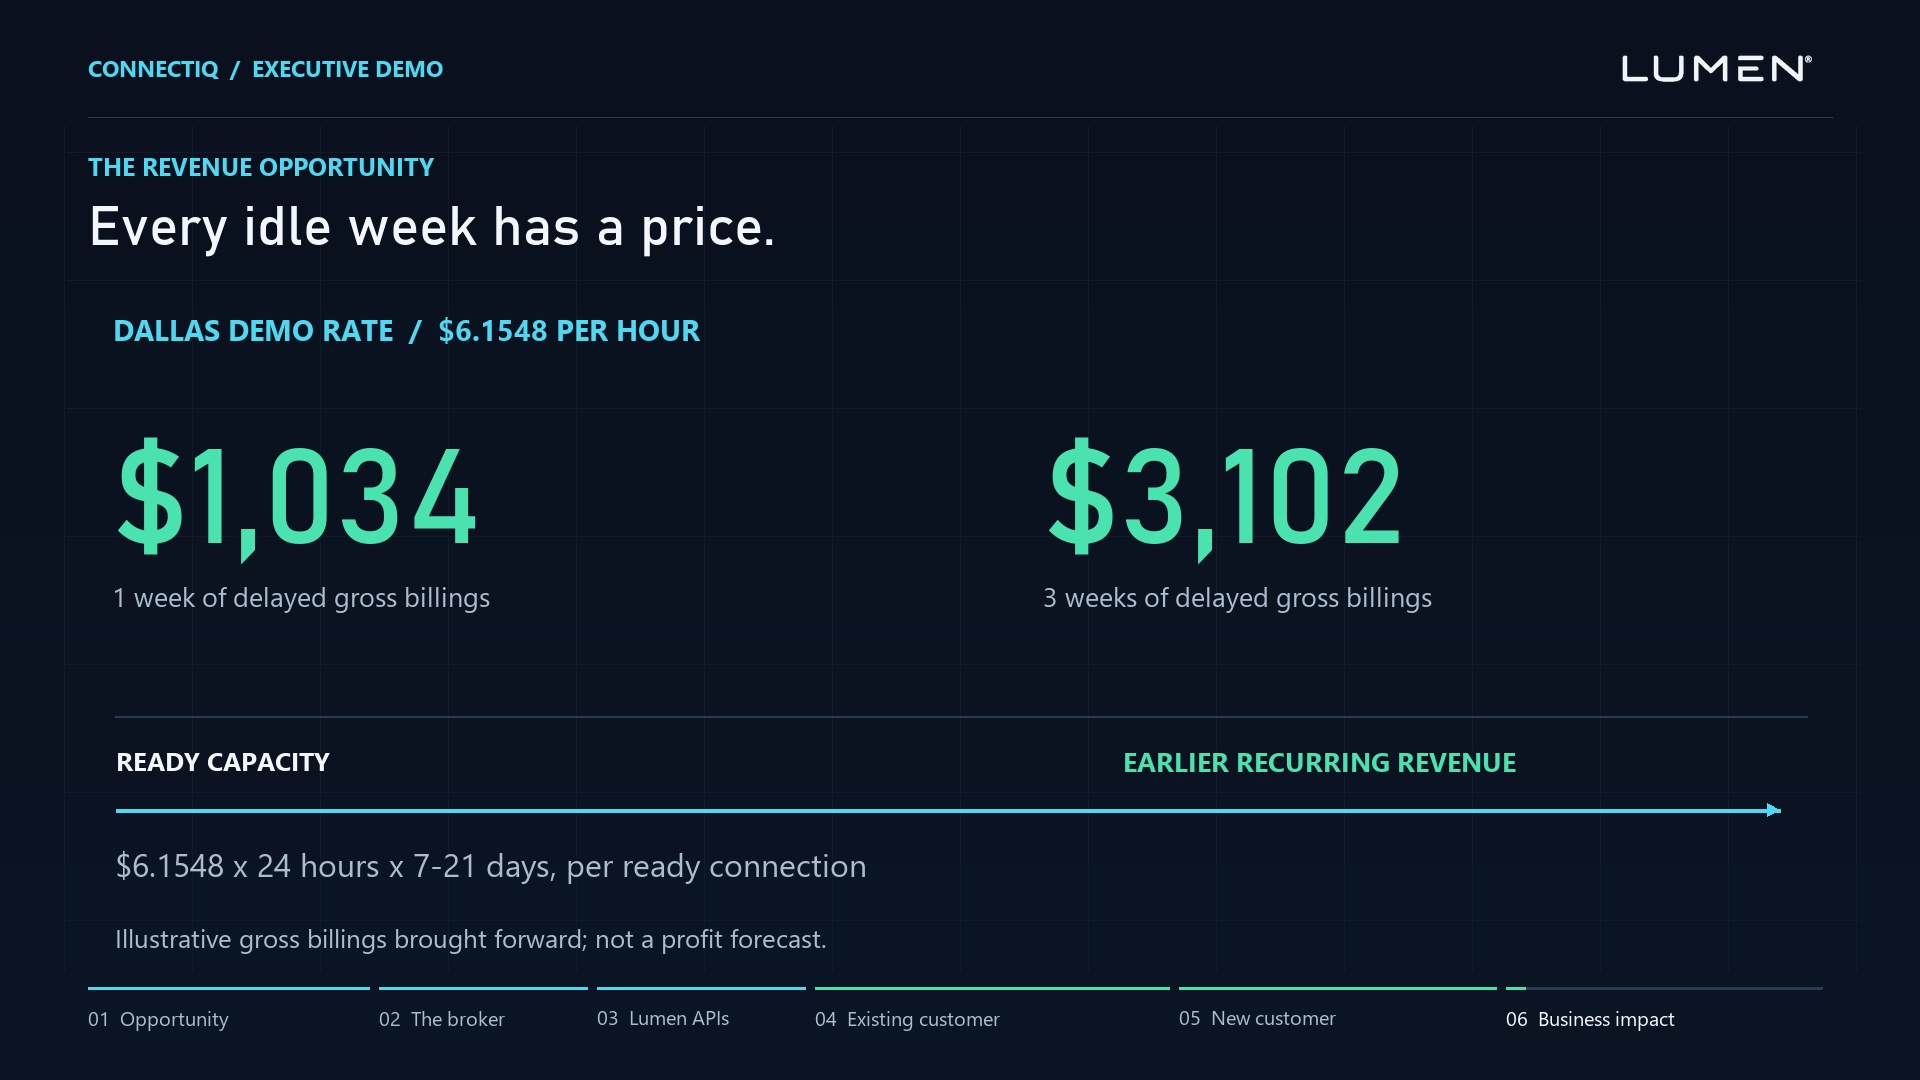 CONNECTIQ / EXECUTIVE DEMO
LUMEN®
THE REVENUE OPPORTUNITY
Every idle week has a price.
DALLAS DEMO RATE / $6.1548 PER HOUR
$1,034
1 week of delayed gross billings
$3,102
3 weeks of delayed gross billings
READY CAPACITY
EARLIER RECURRING REVENUE
$6.1548 x 24 hours x 7-21 days, per ready connection
Illustrative gross billings brought forward; not a profit forecast.
01 Opportunity
02 The broker
03 Lumen APIs
04 Existing customer
05 New customer
06 Business impact